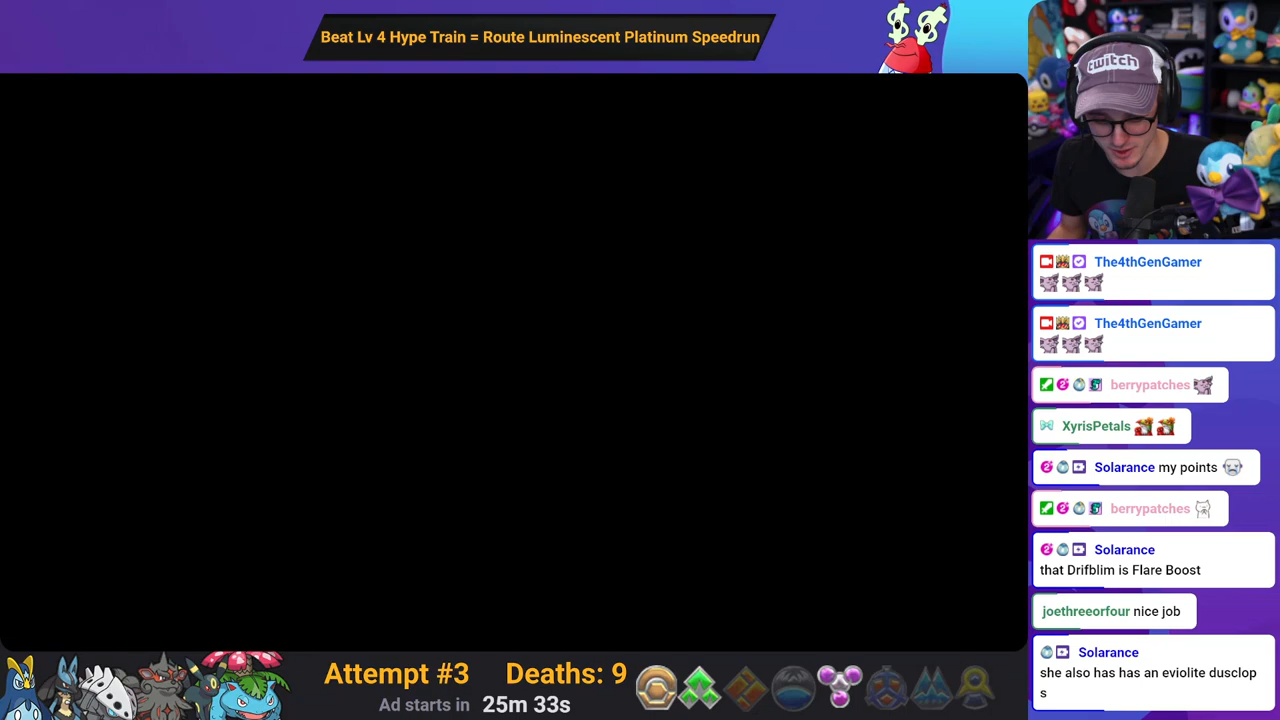 Beat Lv 4 Hype Train = Route Luminescent Platinum Speedrun
twitch
The4thGenGamer
The4thGenGamer
berrypatches
XyrisPetals
Solarance my points
berrypatches
Solarance
that Drifblim is Flare Boost
joethreeorfour nice job
Solarance
she also has has an eviolite dusclop
s
Attempt #3 Deaths: 9
Ad starts in 25m 33s